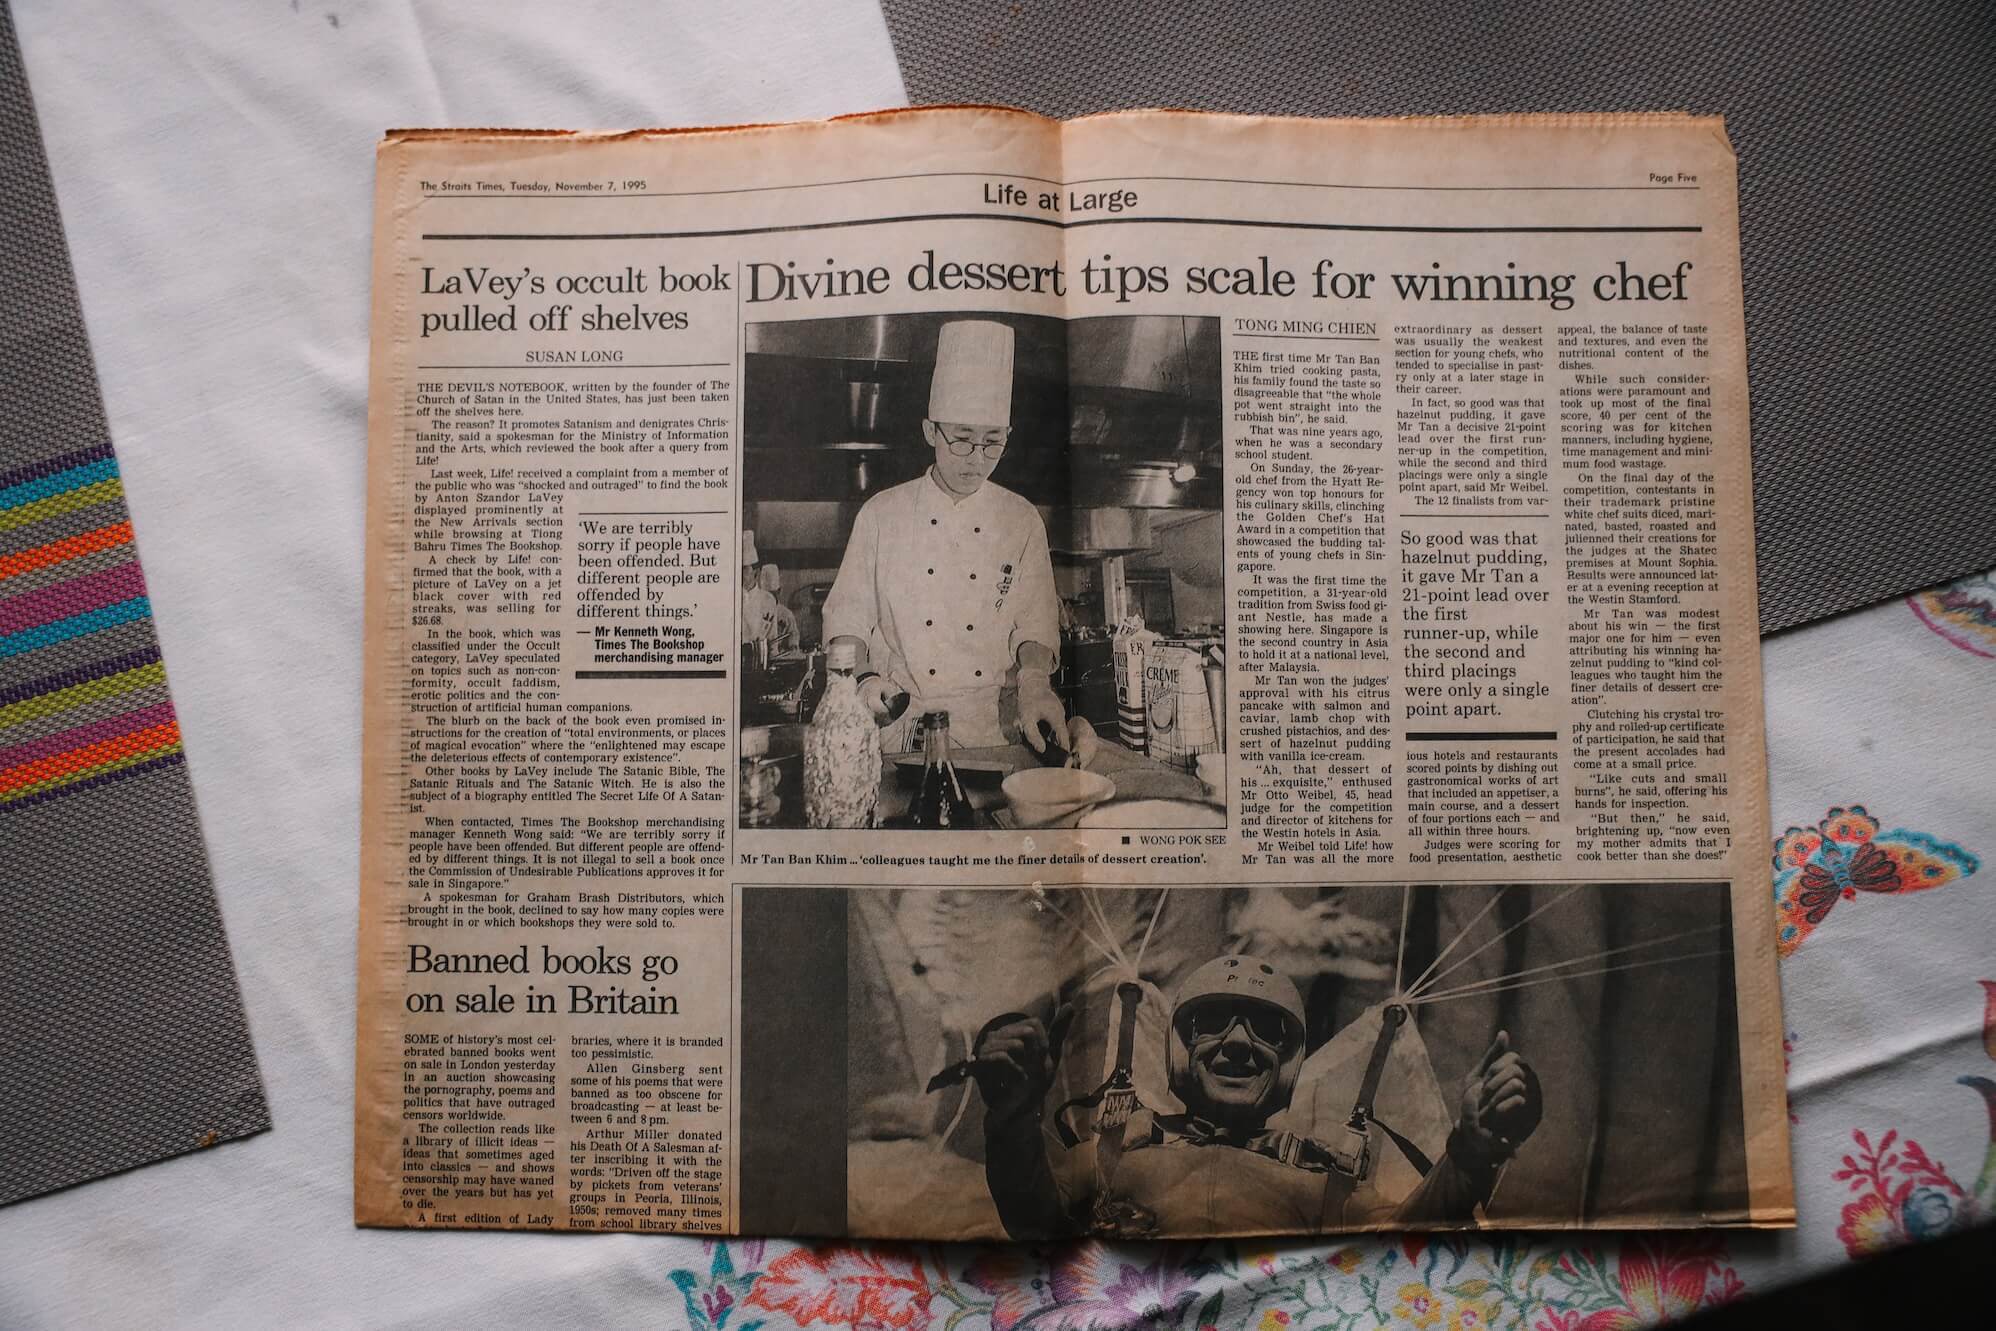 The Straits Times, Tuesday, November 7, 1995
Life at Large
Page Five
LaVey's occult book
pulled off shelves
SUSAN LONG
THE DEVIL'S NOTEBOOK, written by the founder of The
Church of Satan in the United States, has just been taken
off the shelves here.
The reason? It promotes Satanism and denigrates Chris-
tianity, said a spokesman for the Ministry of Information
and the Arts, which reviewed the book after a query from
Life!
Last week, Life! received a complaint from a member of
the public who was "shocked and outraged" to find the book
by Anton Szandor LaVey
displayed prominently at
the New Arrivals section
while browsing at Tiong
Bahru Times The Bookshop.
A check by Life! con-
firmed that the book, with a
picture of LaVey on a jet
black cover with red
streaks, was selling for
$26.68.
In the book, which was
classified under the Occult
category, LaVey speculated
on topics such as non-con-
formity, occult faddism,
erotic politics and the con-
struction of artificial human companions.
The blurb on the back of the book even promised in-
structions for the creation of "total environments, or places
of magical evocation" where the "enlightened may escape
the deleterious effects of contemporary existence".
Other books by LaVey include The Satanic Bible, The
Satanic Rituals and The Satanic Witch. He is also the
subject of a biography entitled The Secret Life Of A Satan-
ist.
When contacted, Times The Bookshop merchandising
manager Kenneth Wong said: "We are terribly sorry if
people have been offended. But different people are offend-
ed by different things. It is not illegal to sell a book once
the Commission of Undesirable Publications approves it for
sale in Singapore."
A spokesman for Graham Brash Distributors, which
brought in the book, declined to say how many copies were
brought in or which bookshops they were sold to.
'We are terribly
sorry if people have
been offended. But
different people are
offended by
different things.'
— Mr Kenneth Wong,
Times The Bookshop
merchandising manager
Banned books go
on sale in Britain
SOME of history's most cel-
ebrated banned books went
on sale in London yesterday
in an auction showcasing
the pornography, poems and
politics that have outraged
censors worldwide.
The collection reads like
a library of illicit ideas —
ideas that sometimes aged
into classics — and shows
censorship may have waned
over the years but has yet
to die.
A first edition of Lady
braries, where it is branded
too pessimistic.
Allen Ginsberg sent
some of his poems that were
banned as too obscene for
broadcasting — at least be-
tween 6 and 8 pm.
Arthur Miller donated
his Death Of A Salesman af-
ter inscribing it with the
words: "Driven off the stage
by pickets from veterans'
groups in Peoria, Illinois,
1950s; removed many times
from school library shelves
Divine dessert tips scale for winning chef
CRÈME
■ WONG POK SEE
Mr Tan Ban Khim ... 'colleagues taught me the finer details of dessert creation'.
TONG MING CHIEN
THE first time Mr Tan Ban
Khim tried cooking pasta,
his family found the taste so
disagreeable that "the whole
pot went straight into the
rubbish bin", he said.
That was nine years ago,
when he was a secondary
school student.
On Sunday, the 26-year-
old chef from the Hyatt Re-
gency won top honours for
his culinary skills, clinching
the Golden Chef's Hat
Award in a competition that
showcased the budding tal-
ents of young chefs in Sin-
gapore.
It was the first time the
competition, a 31-year-old
tradition from Swiss food gi-
ant Nestle, has made a
showing here. Singapore is
the second country in Asia
to hold it at a national level,
after Malaysia.
Mr Tan won the judges'
approval with his citrus
pancake with salmon and
caviar, lamb chop with
crushed pistachios, and des-
sert of hazelnut pudding
with vanilla ice-cream.
"Ah, that dessert of
his ... exquisite," enthused
Mr Otto Weibel, 45, head
judge for the competition
and director of kitchens for
the Westin hotels in Asia.
Mr Weibel told Life! how
Mr Tan was all the more
extraordinary as dessert
was usually the weakest
section for young chefs, who
tended to specialise in past-
ry only at a later stage in
their career.
In fact, so good was that
hazelnut pudding, it gave
Mr Tan a decisive 21-point
lead over the first run-
ner-up in the competition,
while the second and third
placings were only a single
point apart, said Mr Weibel.
The 12 finalists from var-
So good was that
hazelnut pudding,
it gave Mr Tan a
21-point lead over
the first
runner-up, while
the second and
third placings
were only a single
point apart.
ious hotels and restaurants
scored points by dishing out
gastronomical works of art
that included an appetiser, a
main course, and a dessert
of four portions each — and
all within three hours.
Judges were scoring for
food presentation, aesthetic
appeal, the balance of taste
and textures, and even the
nutritional content of the
dishes.
While such consider-
ations were paramount and
took up most of the final
score, 40 per cent of the
scoring was for kitchen
manners, including hygiene,
time management and mini-
mum food wastage.
On the final day of the
competition, contestants in
their trademark pristine
white chef suits diced, mari-
nated, basted, roasted and
julienned their creations for
the judges at the Shatec
premises at Mount Sophia.
Results were announced lat-
er at a evening reception at
the Westin Stamford.
Mr Tan was modest
about his win — the first
major one for him — even
attributing his winning ha-
zelnut pudding to "kind col-
leagues who taught him the
finer details of dessert cre-
ation".
Clutching his crystal tro-
phy and rolled-up certificate
of participation, he said that
the present accolades had
come at a small price.
"Like cuts and small
burns", he said, offering his
hands for inspection.
"But then," he said,
brightening up, "now even
my mother admits that I
cook better than she does!"